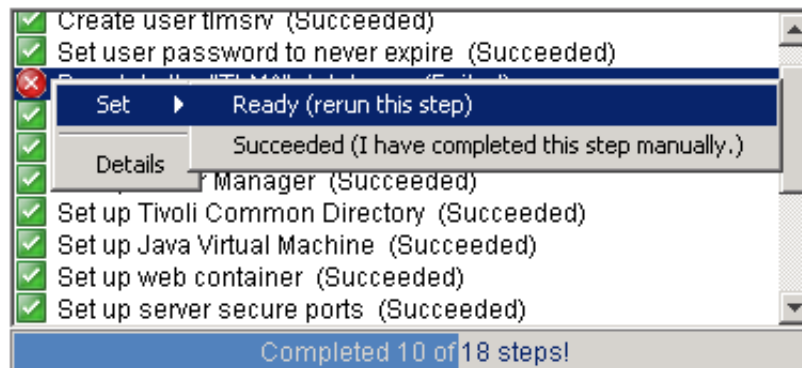 Create user tlmsrv (Succeeded)
Set user password to never expire (Succeeded)
Set
Ready (rerun this step)
Succeeded (I have completed this step manually.)
Details
Manager (Succeeded)
Set up Tivoli Common Directory (Succeeded)
Set up Java Virtual Machine (Succeeded)
Set up web container (Succeeded)
Set up server secure ports (Succeeded)
Completed 10 of 18 steps!